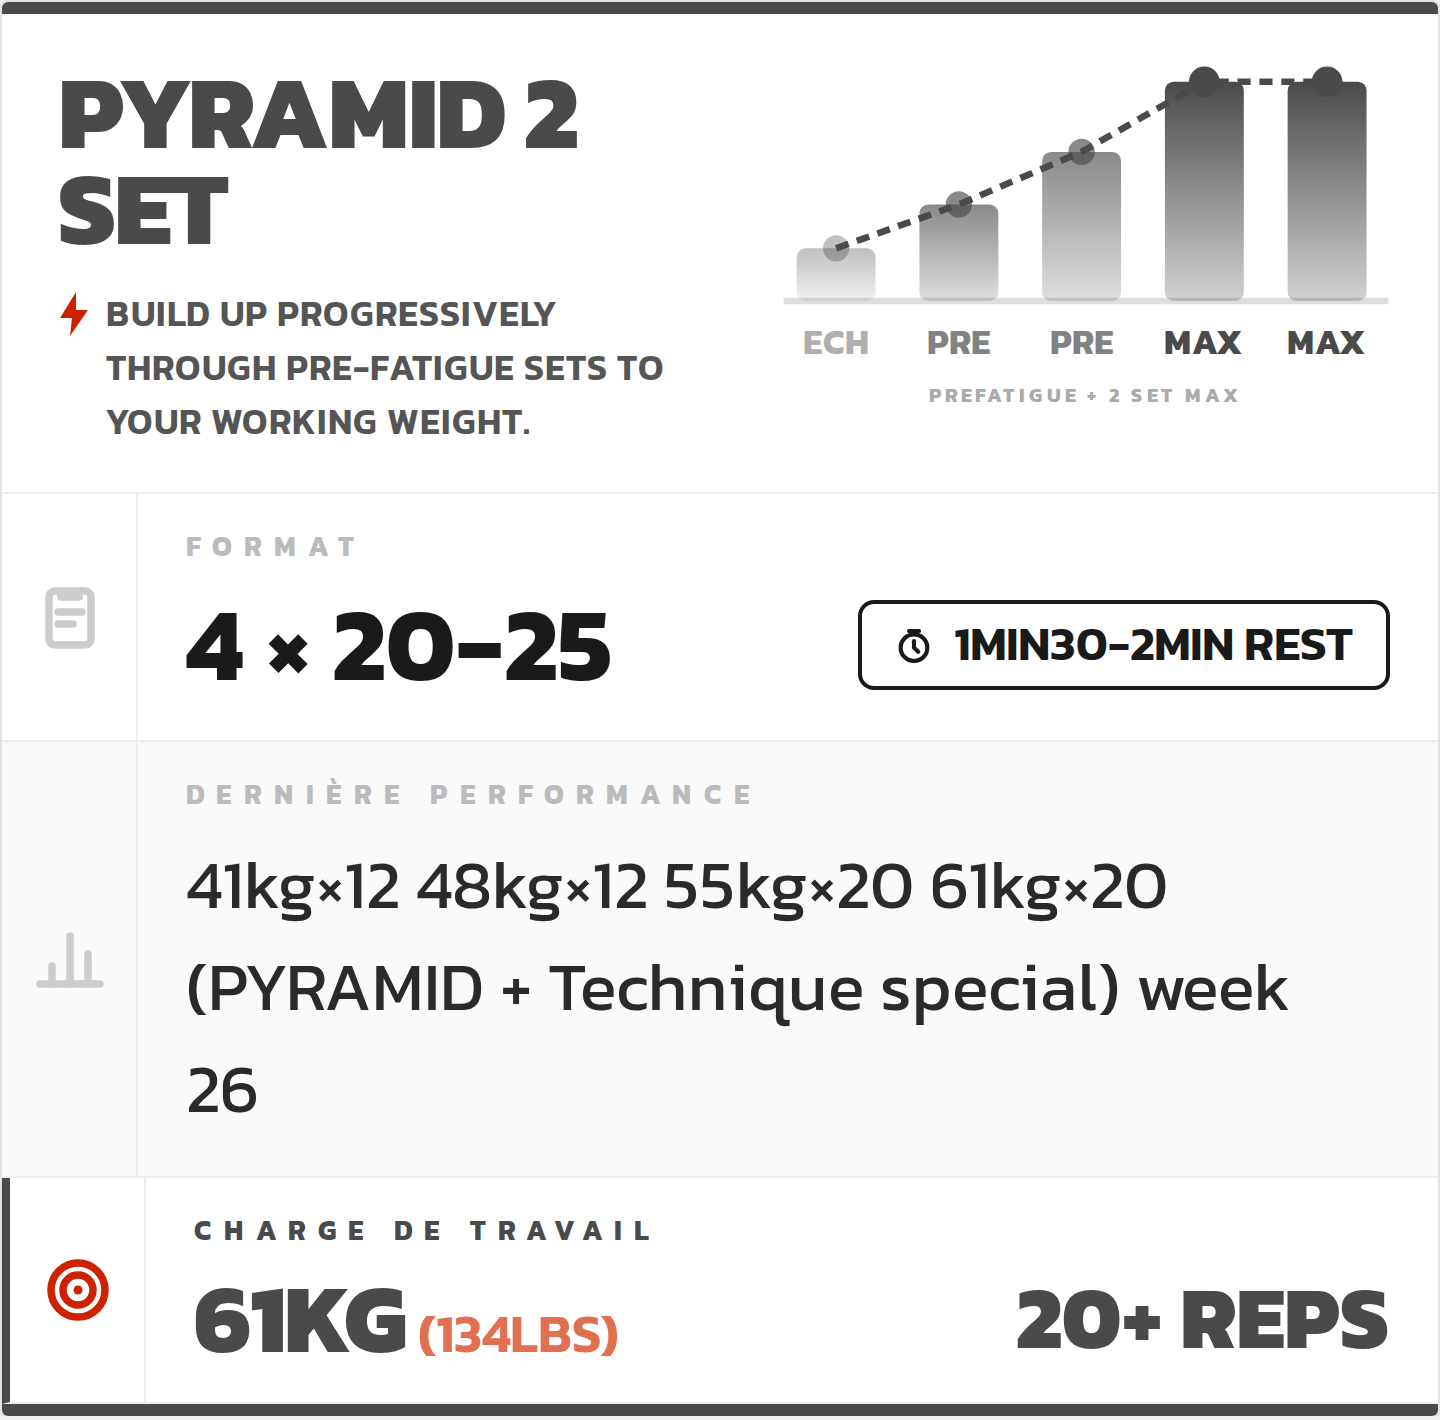 PYRAMID 2
SET
BUILD UP PROGRESSIVELY
THROUGH PRE-FATIGUE SETS TO
YOUR WORKING WEIGHT.
ECH PRE PRE MAX MAX
PREFATIGUE + 2 SET MAX
FORMAT
4 × 20-25
1MIN30-2MIN REST
DERNIÈRE PERFORMANCE
41kg×12 48kg×12 55kg×20 61kg×20
(PYRAMID + Technique special) week
26
CHARGE DE TRAVAIL
61KG (134LBS)
20+ REPS